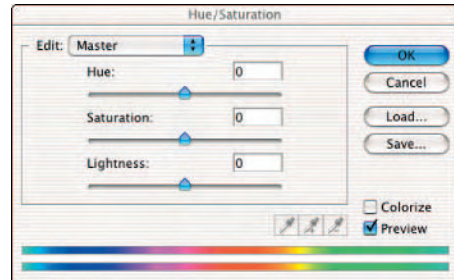 Hue/Saturation
Edit: Master
Hue: 0
Saturation: 0
Lightness: 0
OK
Cancel
Load...
Save...
Colorize
Preview